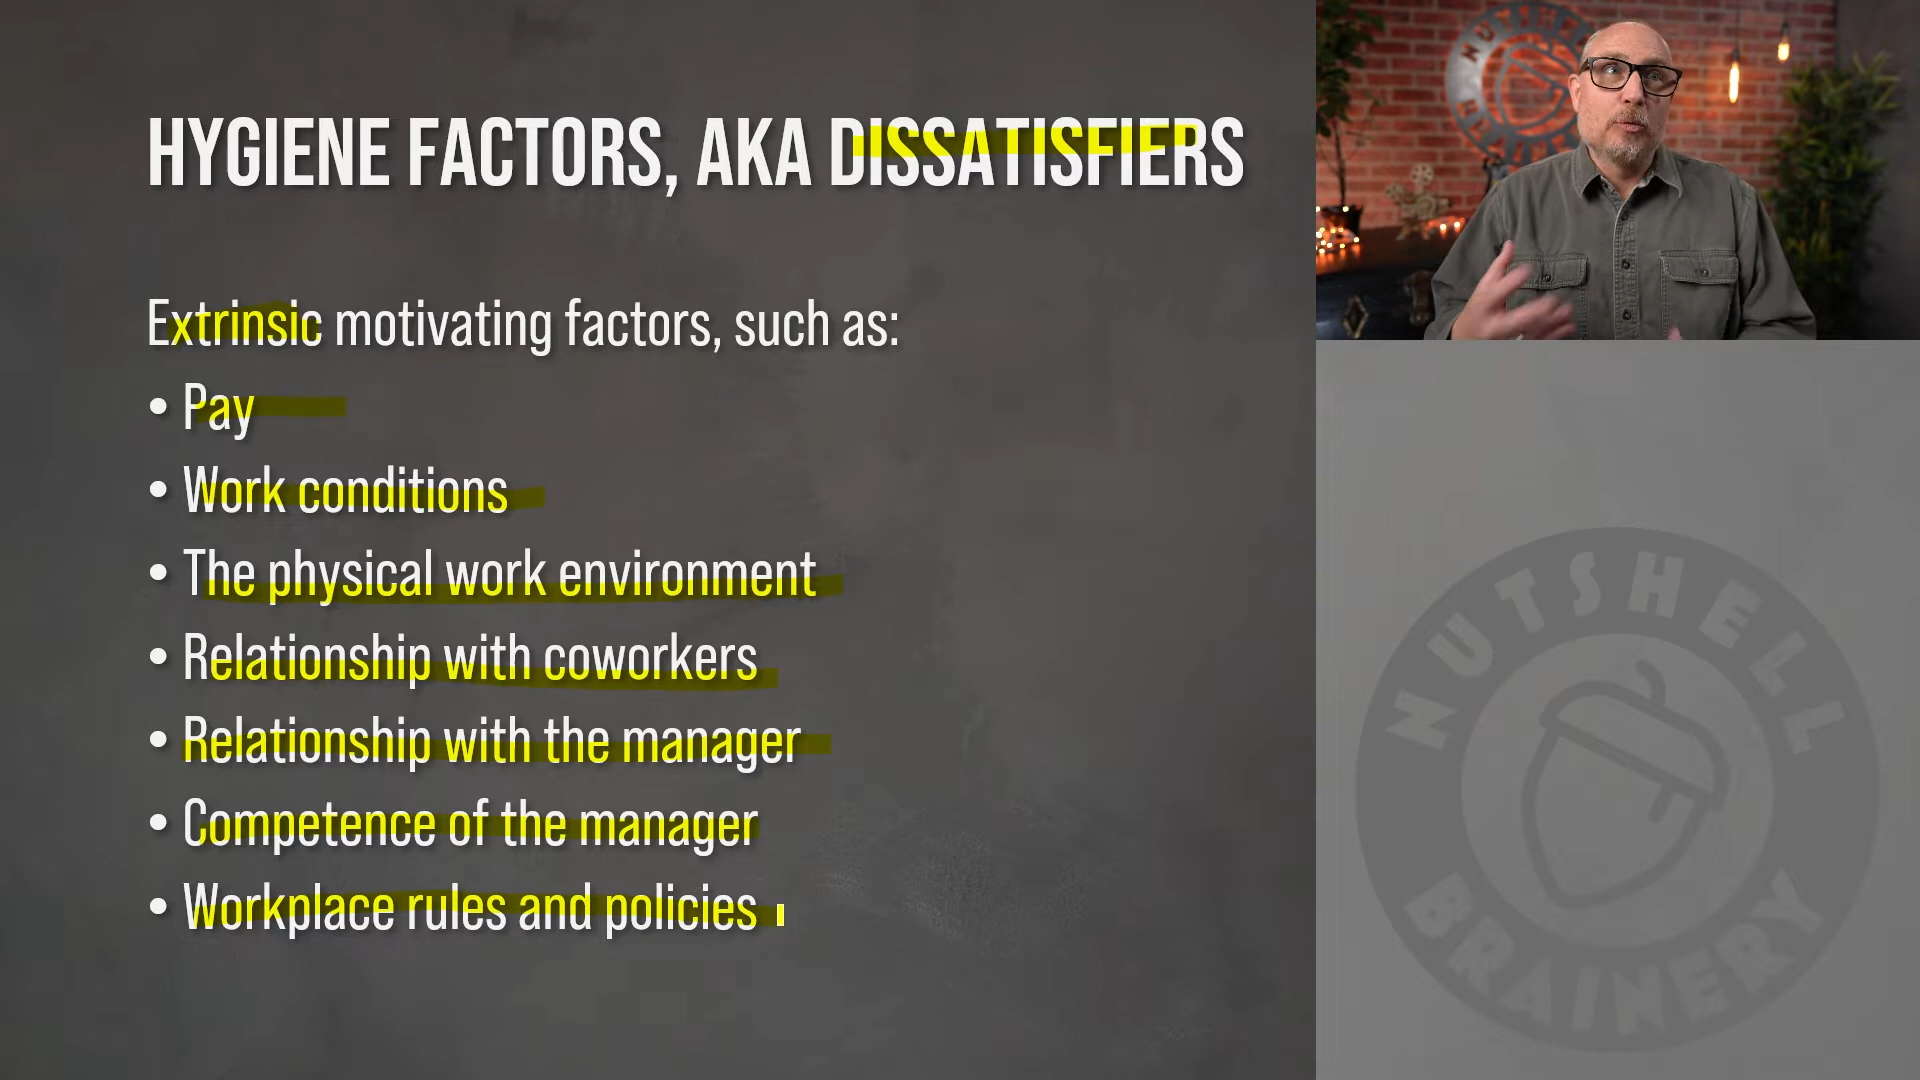 HYGIENE FACTORS, AKA DISSATISFIERS
Extrinsic motivating factors, such as:
• Pay
• Work conditions
• The physical work environment
• Relationship with coworkers
• Relationship with the manager
• Competence of the manager
• Workplace rules and policies
NUTSHELL
BRAINERY
NUTSHELL